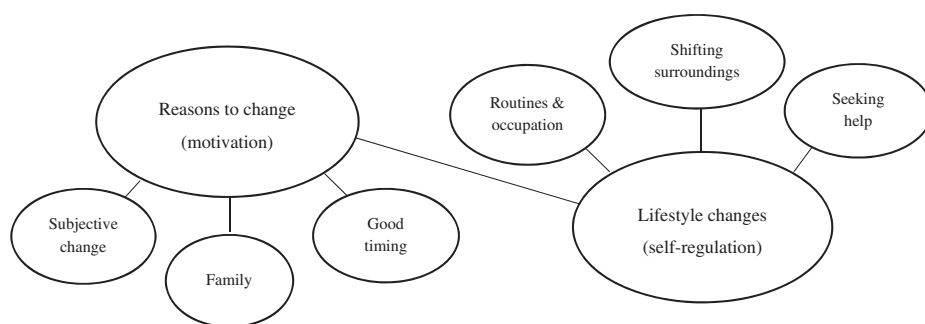 Reasons to change
(motivation)
Subjective
change
Family
Good
timing
Routines &
occupation
Shifting
surroundings
Seeking
help
Lifestyle changes
(self-regulation)